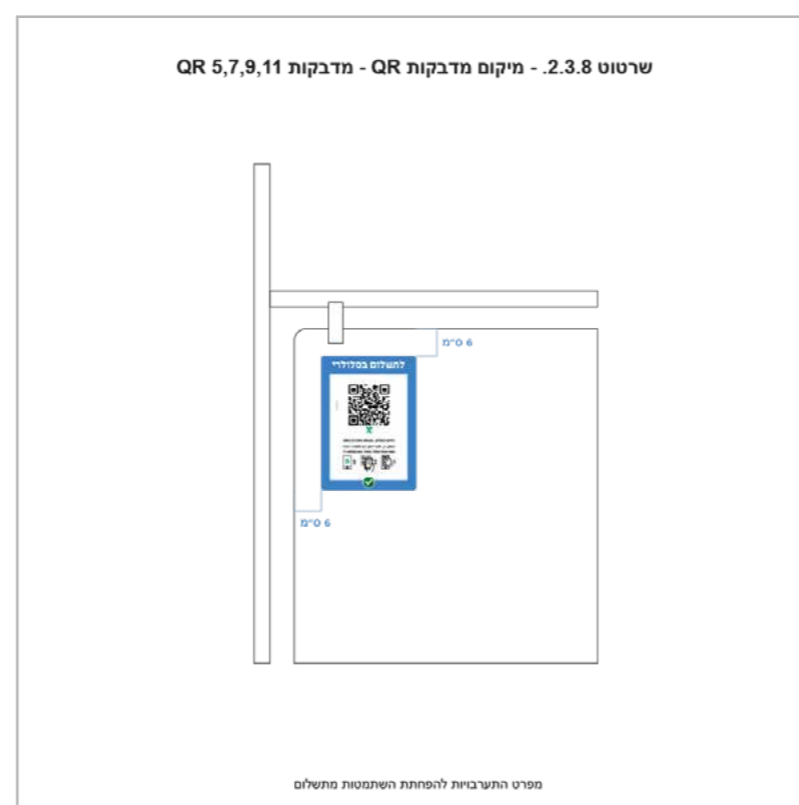 שרטוט 2.3.8. - מיקום מדבקות QR - מדבקות QR 5,7,9,11
6 ס"מ
לתשלום בסלולרי
6 ס"מ
מפרט התערבויות להפחתת השתמטות מתשלום